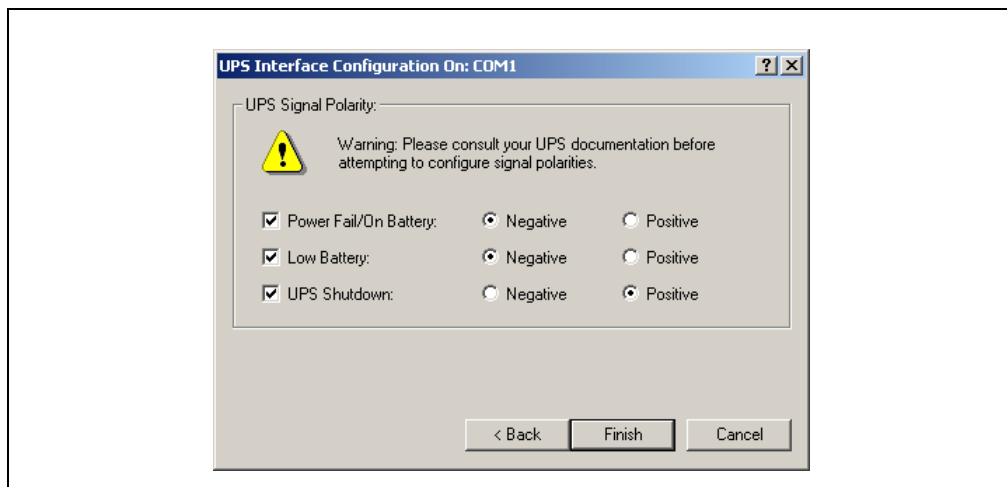 UPS Interface Configuration On: COM1
UPS Signal Polarity:
Warning: Please consult your UPS documentation before
attempting to configure signal polarities.
Power Fail/On Battery: Negative Positive
Low Battery: Negative Positive
UPS Shutdown: Negative Positive
< Back Finish Cancel